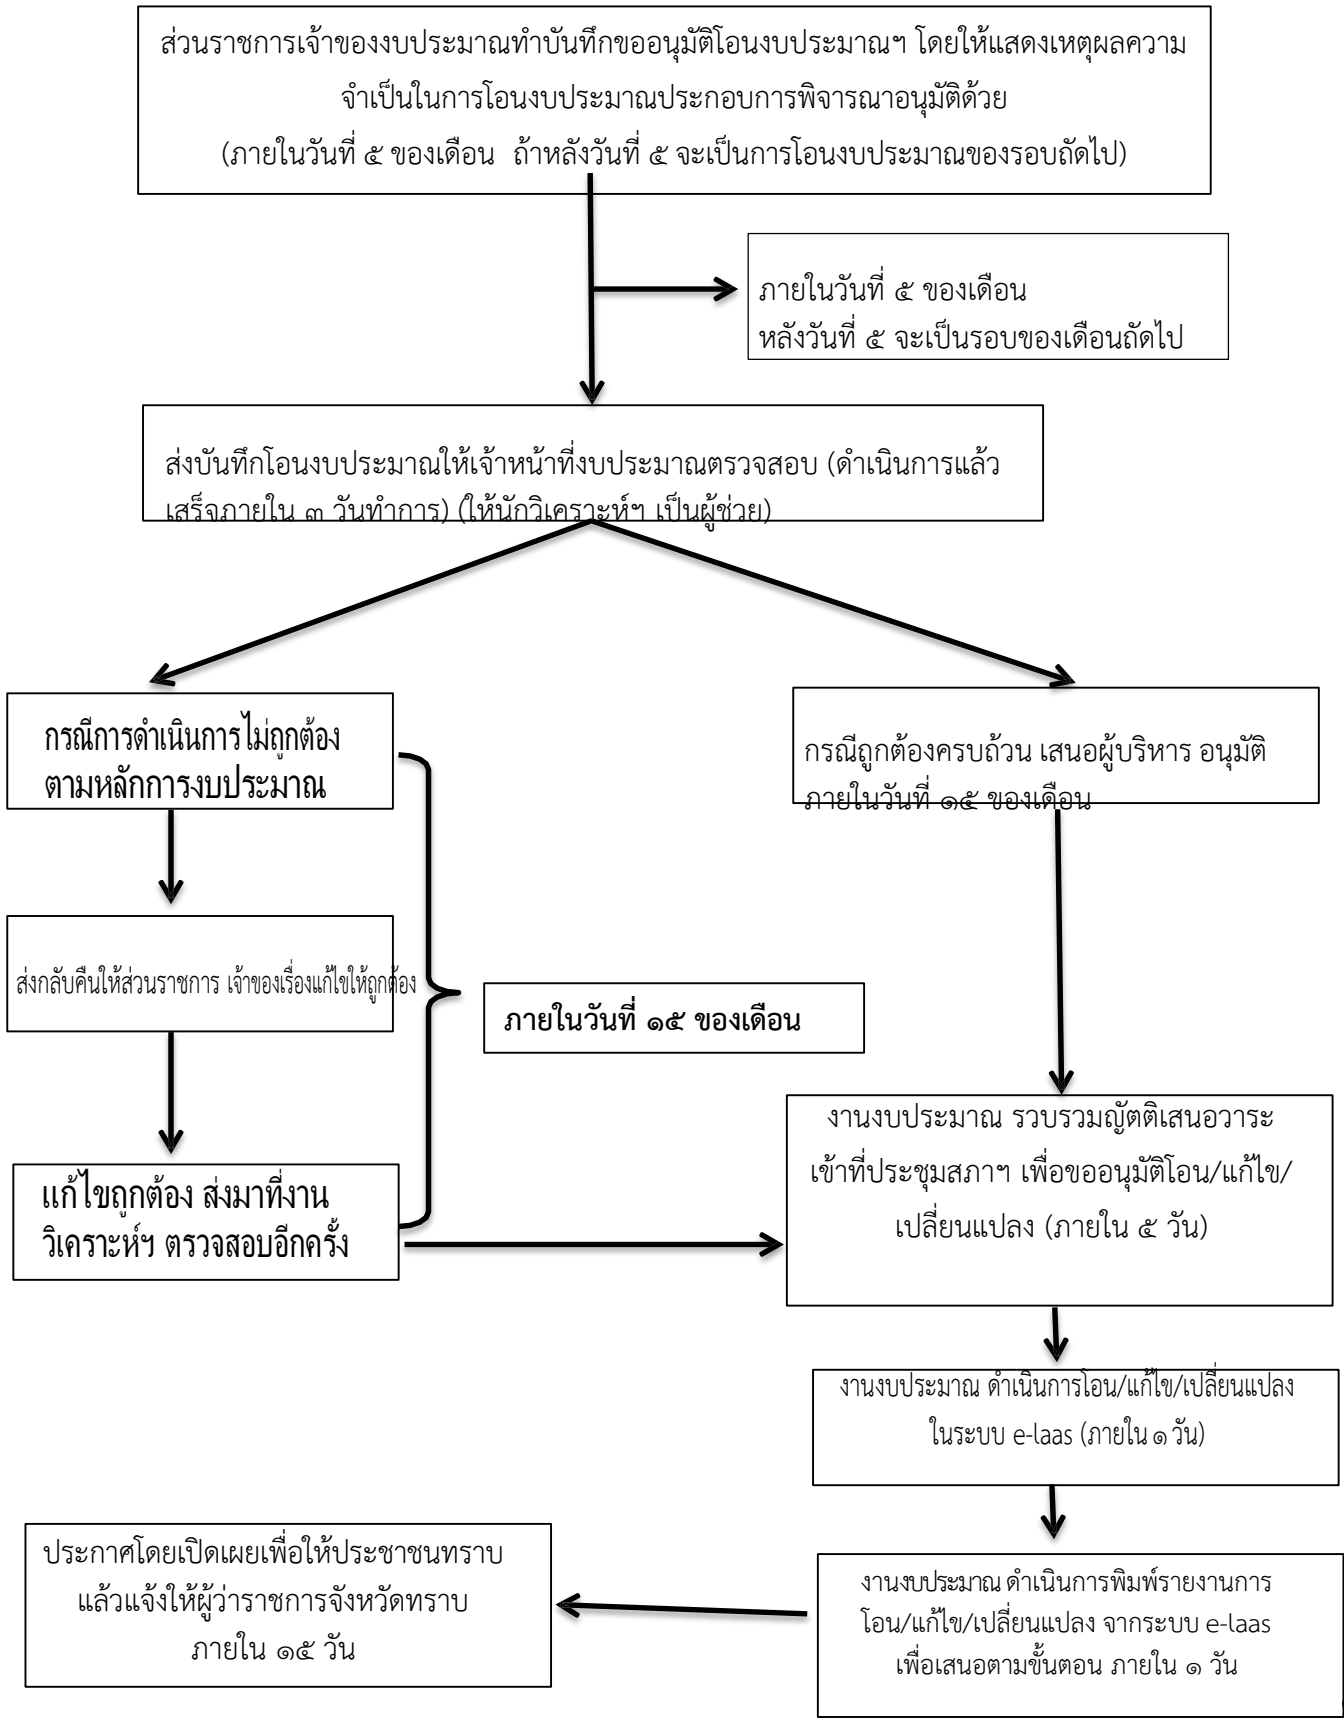 ส่วนราชการเจ้าของงบประมาณทำบันทึกขออนุมัติโอนงบประมาณฯ โดยให้แสดงเหตุผลความ
จำเป็นในการโอนงบประมาณประกอบการพิจารณาอนุมัติด้วย
(ภายในวันที่ ๕ ของเดือน ถ้าหลังวันที่ ๕ จะเป็นการโอนงบประมาณของรอบถัดไป)
ภายในวันที่ ๕ ของเดือน
หลังวันที่ ๕ จะเป็นรอบของเดือนถัดไป
ส่งบันทึกโอนงบประมาณให้เจ้าหน้าที่งบประมาณตรวจสอบ (ดำเนินการแล้ว
เสร็จภายใน ๓ วันทำการ) (ให้นักวิเคราะห์ฯ เป็นผู้ช่วย)
กรณีการดำเนินการไม่ถูกต้อง
ตามหลักการงบประมาณ
กรณีถูกต้องครบถ้วน เสนอผู้บริหาร อนุมัติ
ภายในวันที่ ๑๕ ของเดือน
ส่งกลับคืนให้ส่วนราชการ เจ้าของเรื่องแก้ไขให้ถูกต้อง
ภายในวันที่ ๑๕ ของเดือน
แก้ไขถูกต้อง ส่งมาที่งาน
วิเคราะห์ฯ ตรวจสอบอีกครั้ง
งานงบประมาณ รวบรวมญัตติเสนอวาระ
เข้าที่ประชุมสภาฯ เพื่อขออนุมัติโอน/แก้ไข/
เปลี่ยนแปลง (ภายใน ๕ วัน)
งานงบประมาณ ดำเนินการโอน/แก้ไข/เปลี่ยนแปลง
ในระบบ e-laas (ภายใน ๑ วัน)
งานงบประมาณ ดำเนินการพิมพ์รายงานการ
โอน/แก้ไข/เปลี่ยนแปลง จากระบบ e-laas
เพื่อเสนอตามขั้นตอน ภายใน ๑ วัน
ประกาศโดยเปิดเผยเพื่อให้ประชาชนทราบ
แล้วแจ้งให้ผู้ว่าราชการจังหวัดทราบ
ภายใน ๑๕ วัน